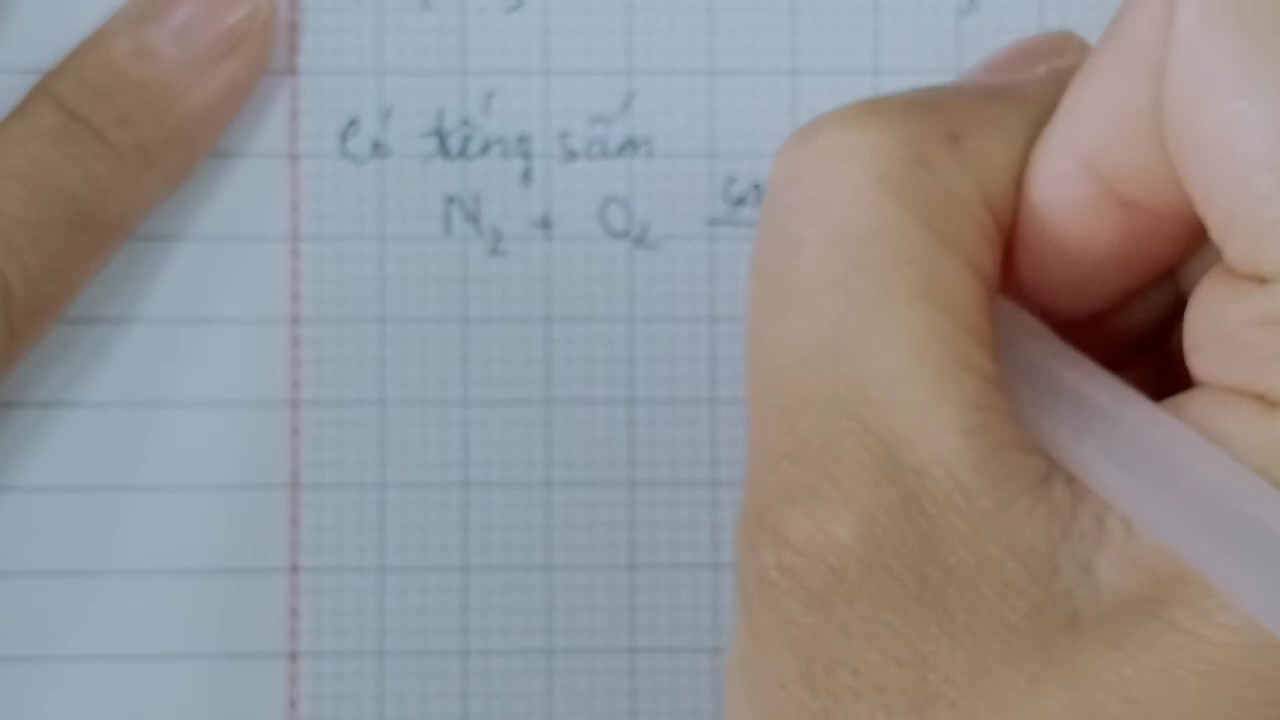 Có tiếng sấm
N₂ + O₂